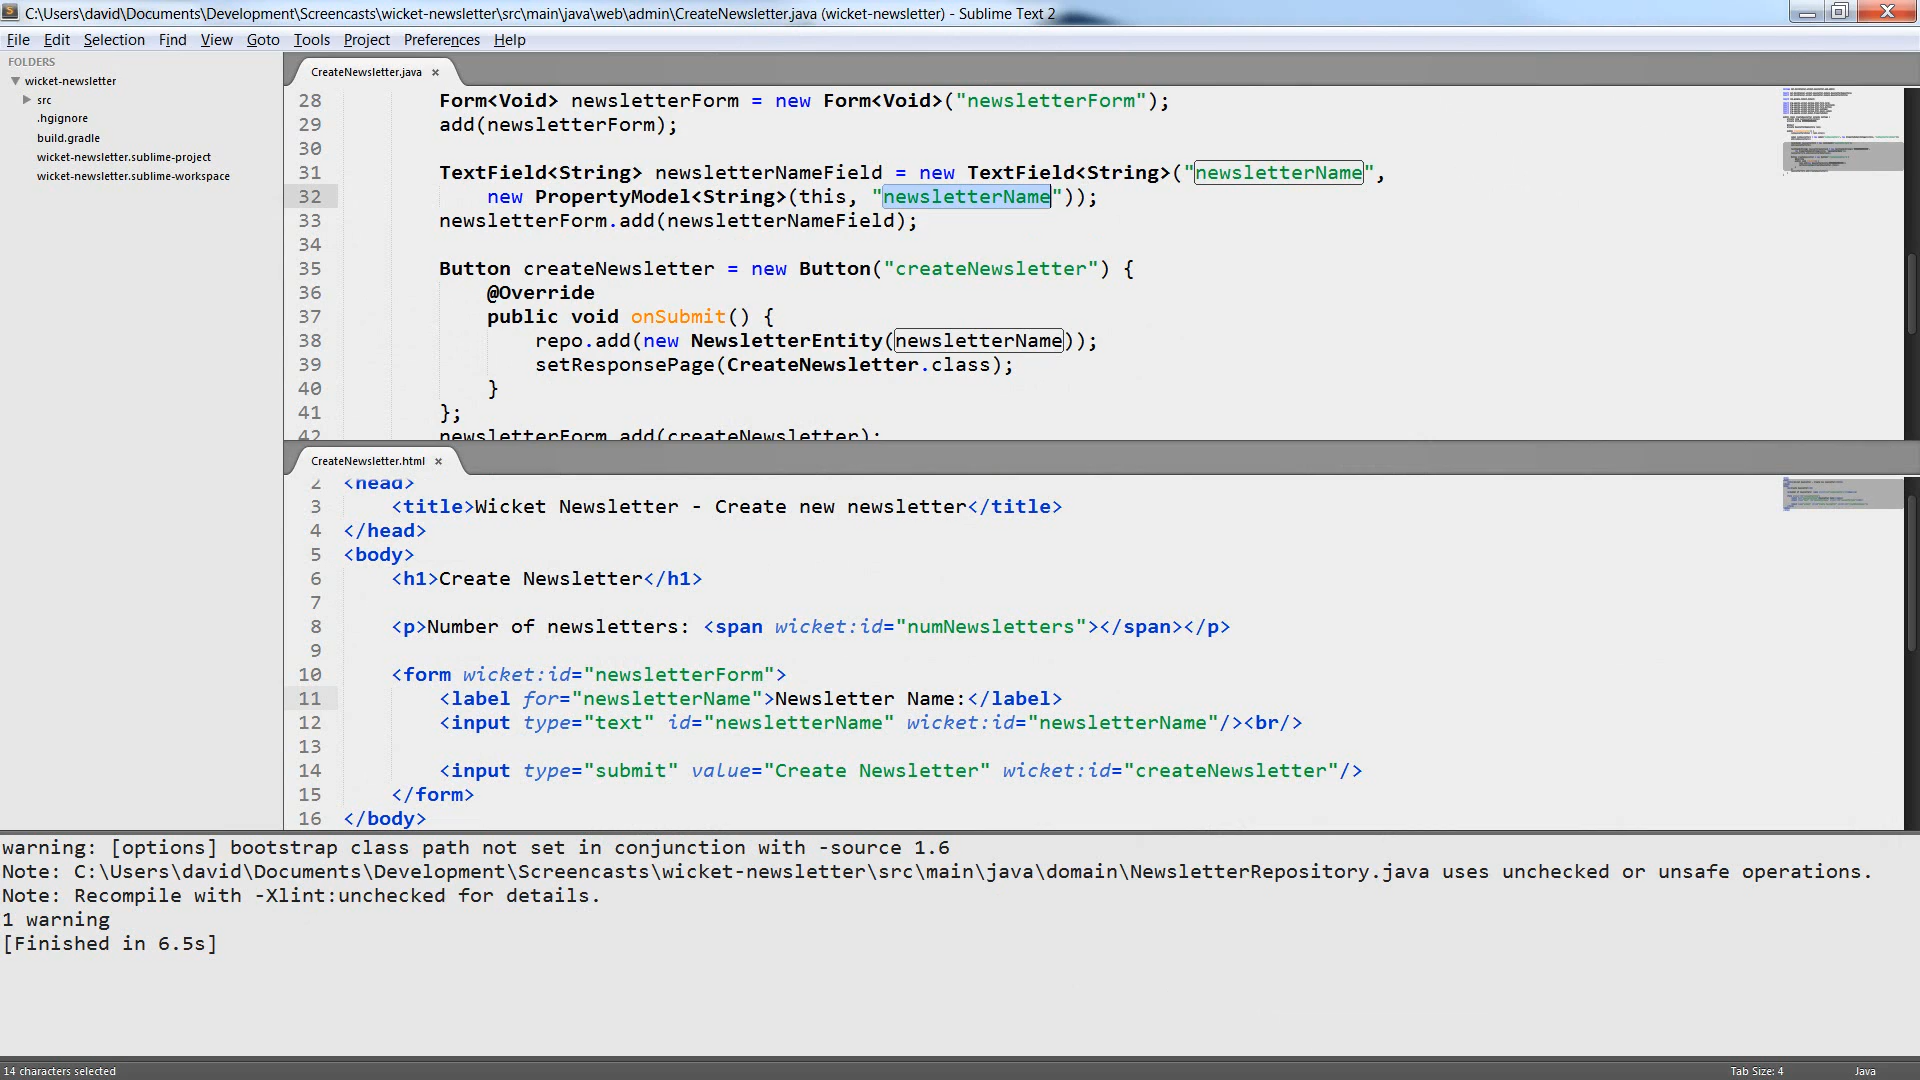 C:\Users\david\Documents\Development\Screencasts\wicket-newsletter\src\main\java\web\admin\CreateNewsletter.java (wicket-newsletter) - Sublime Text 2
File Edit Selection Find View Goto Tools Project Preferences Help
FOLDERS
wicket-newsletter
src
.hgignore
build.gradle
wicket-newsletter.sublime-project
wicket-newsletter.sublime-workspace
CreateNewsletter.java ×
28 Form<Void> newsletterForm = new Form<Void>("newsletterForm");
29 add(newsletterForm);
30
31 TextField<String> newsletterNameField = new TextField<String>("newsletterName",
32 new PropertyModel<String>(this, "newsletterName"));
33 newsletterForm.add(newsletterNameField);
34
35 Button createNewsletter = new Button("createNewsletter") {
36 @Override
37 public void onSubmit() {
38 repo.add(new NewsletterEntity(newsletterName));
39 setResponsePage(CreateNewsletter.class);
40 }
41 };
42 newsletterForm.add(createNewsletter);
CreateNewsletter.html ×
2 <head>
3 <title>Wicket Newsletter - Create new newsletter</title>
4 </head>
5 <body>
6 <h1>Create Newsletter</h1>
7
8 <p>Number of newsletters: <span wicket:id="numNewsletters"></span></p>
9
10 <form wicket:id="newsletterForm">
11 <label for="newsletterName">Newsletter Name:</label>
12 <input type="text" id="newsletterName" wicket:id="newsletterName"/><br/>
13
14 <input type="submit" value="Create Newsletter" wicket:id="createNewsletter"/>
15 </form>
16 </body>
warning: [options] bootstrap class path not set in conjunction with -source 1.6
Note: C:\Users\david\Documents\Development\Screencasts\wicket-newsletter\src\main\java\domain\NewsletterRepository.java uses unchecked or unsafe operations.
Note: Recompile with -Xlint:unchecked for details.
1 warning
[Finished in 6.5s]
14 characters selected
Tab Size: 4
Java